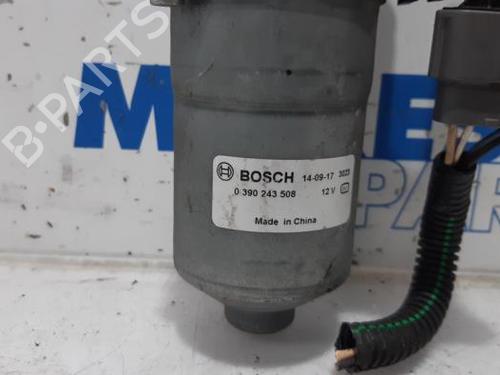 B-PARTS
BOSCH 14-09-17 3023
0 390 243 508 12 V
Made in China